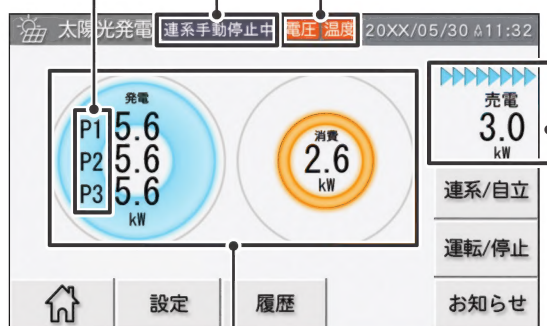 太陽光発電 連系手動停止中 電圧 温度 20XX/05/30 11:32
発電
P1 5.6
P2 5.6
P3 5.6
kW
消費
2.6
kW
売電
3.0
kW
連系/自立
運転/停止
設定
履歴
お知らせ